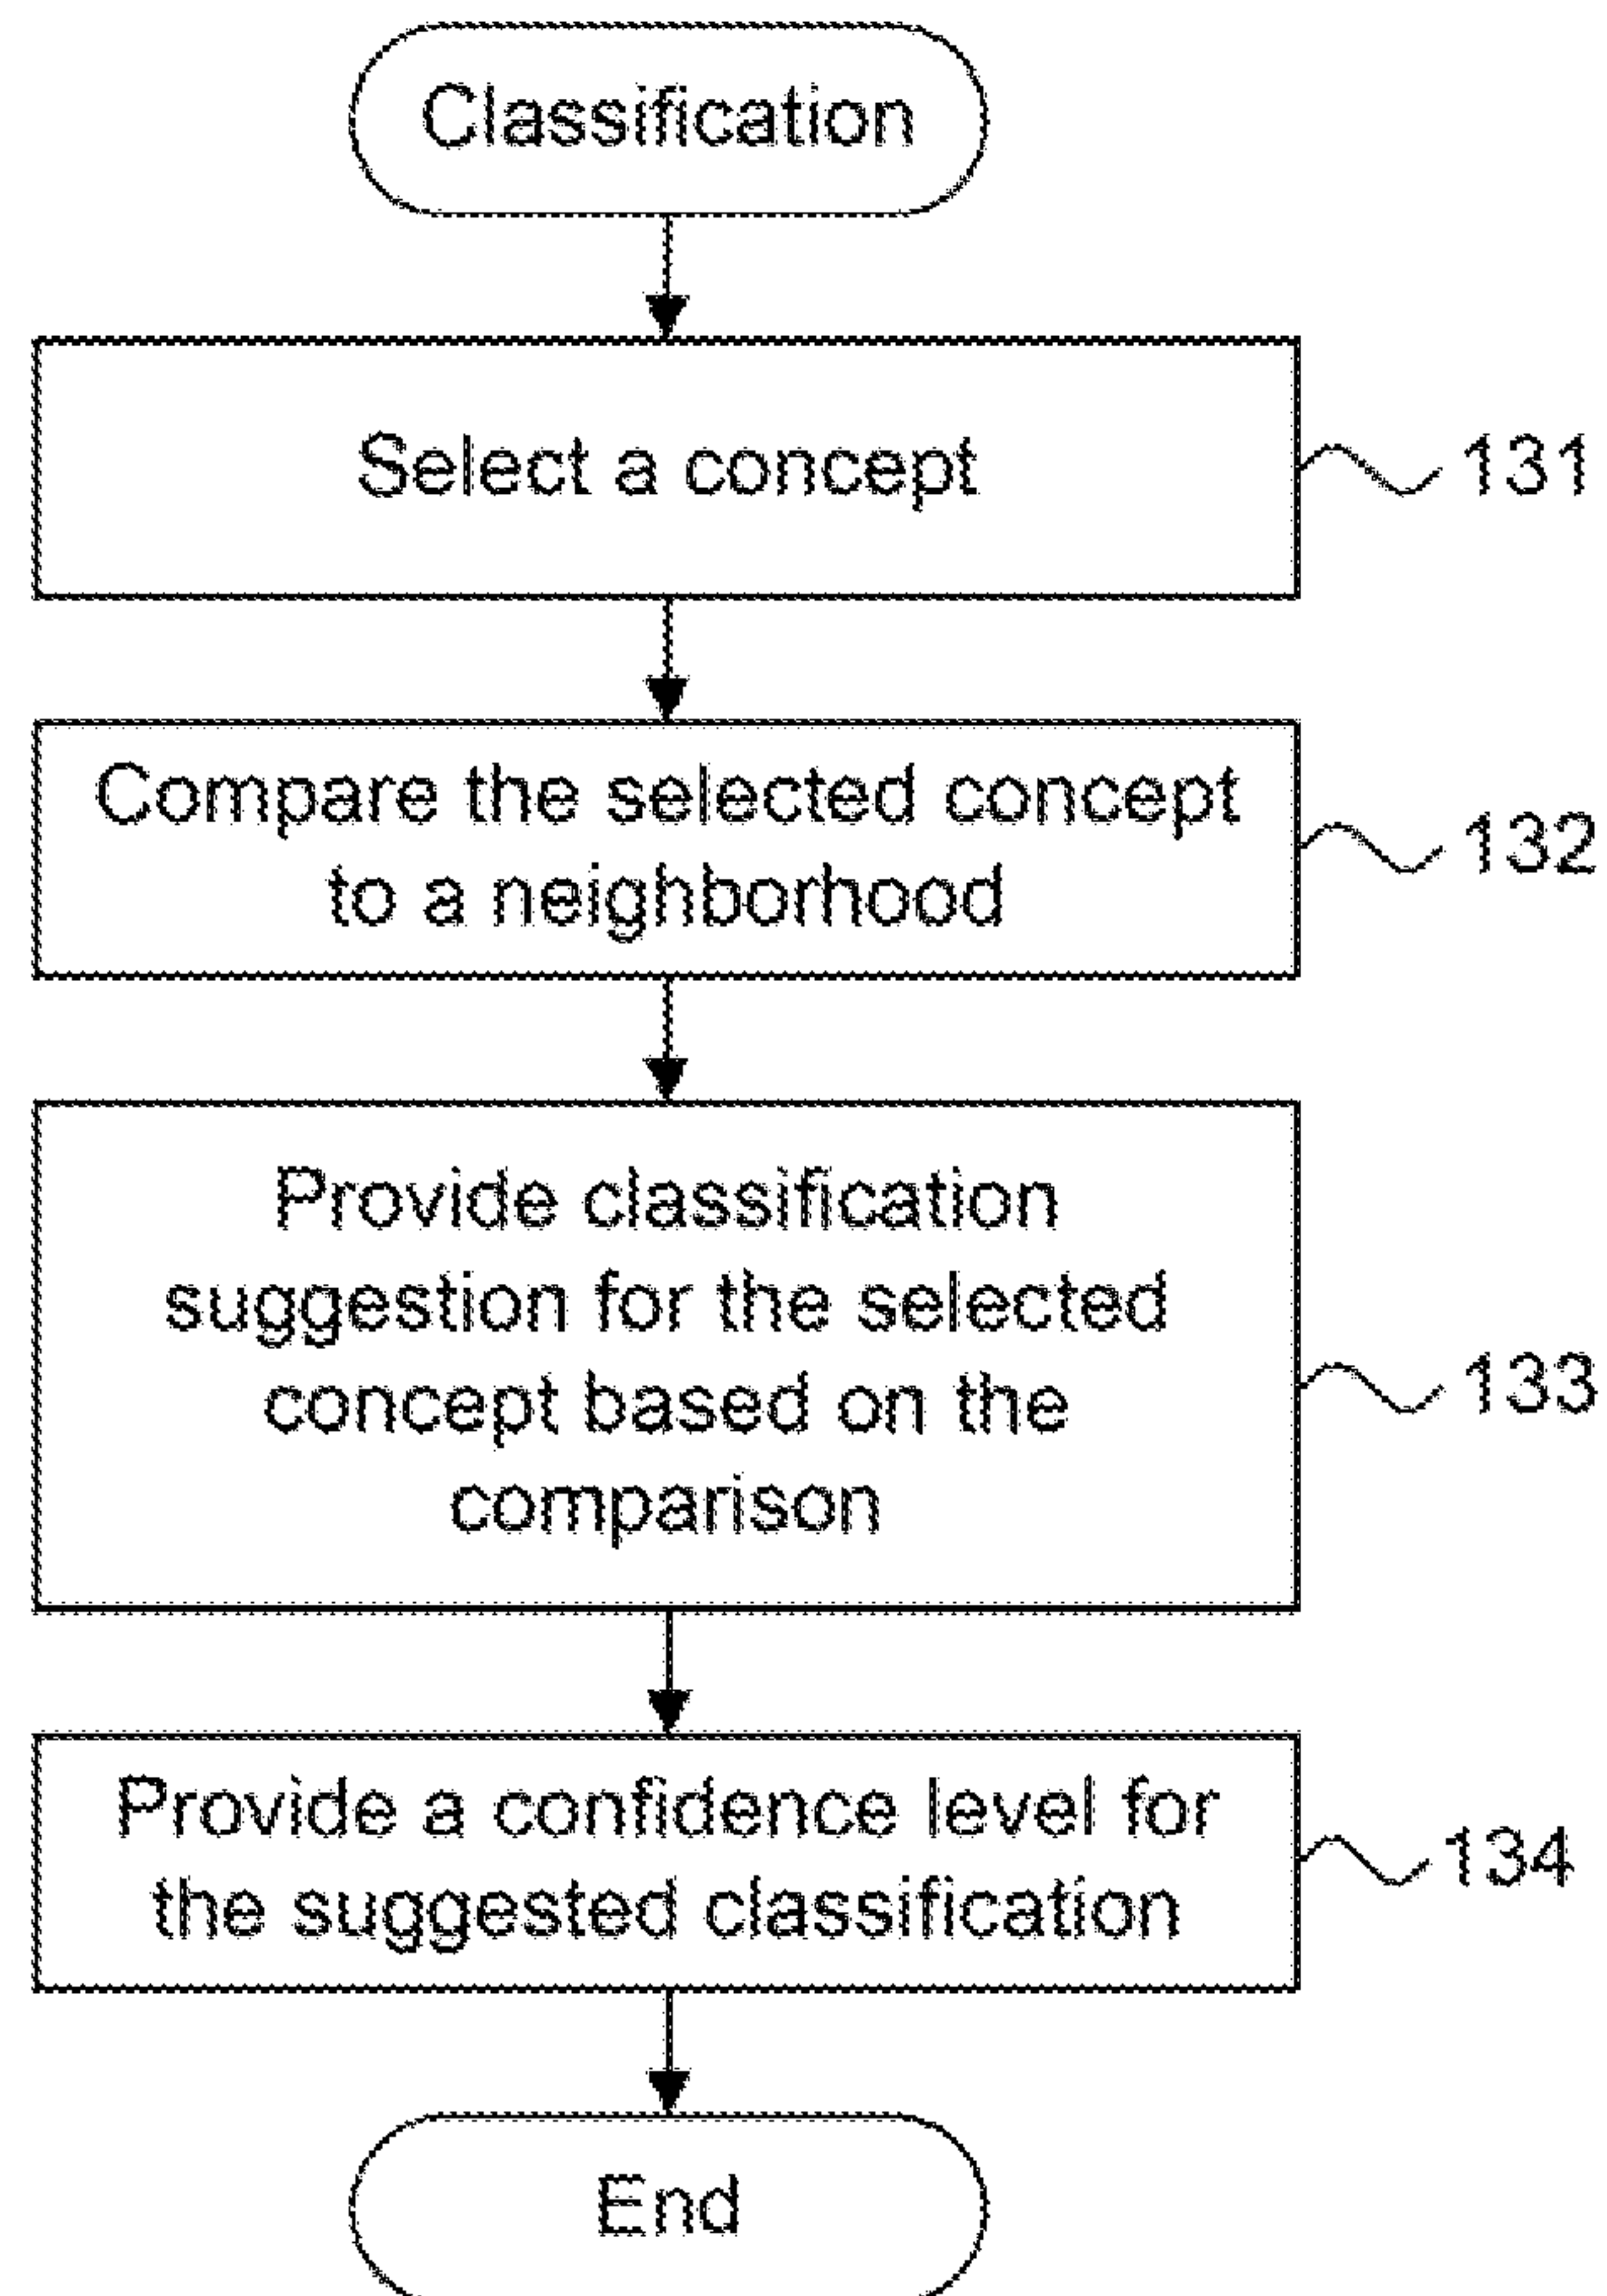 Classification
Select a concept
131
Compare the selected concept
to a neighborhood
132
Provide classification
suggestion for the selected
concept based on the
comparison
133
Provide a confidence level for
the suggested classification
134
End